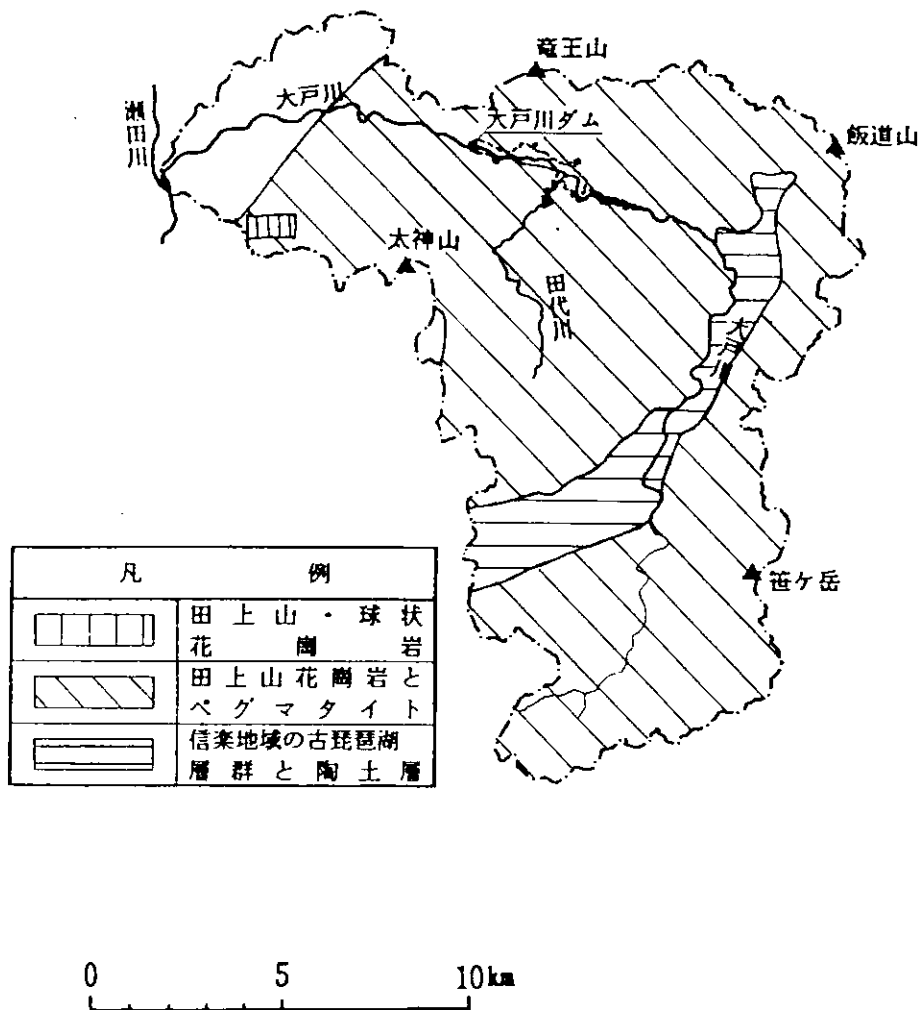 竜王山
大戸川
大戸川ダム
瀬田川
飯道山
太神山
田代川
大戸川
笹ケ岳
凡例
田上山・球状
花崗岩
田上山花崗岩と
ペグマタイト
信楽地域の古琵琶湖
層群と陶土層
0 5 10km